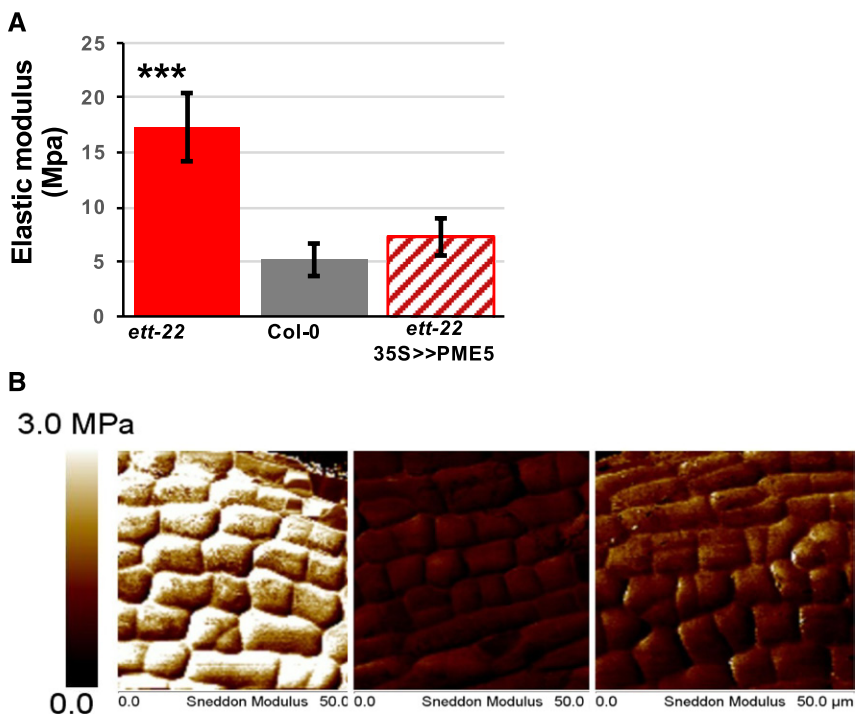 A
Elastic modulus
(Mpa)
25
20
15
10
5
0
***
ett-22
Col-0
ett-22
35S>>PME5
B
3.0 MPa
0.0
0.0 Sneddon Modulus 50.0
0.0 Sneddon Modulus 50.0
0.0 Sneddon Modulus 50.0 µm